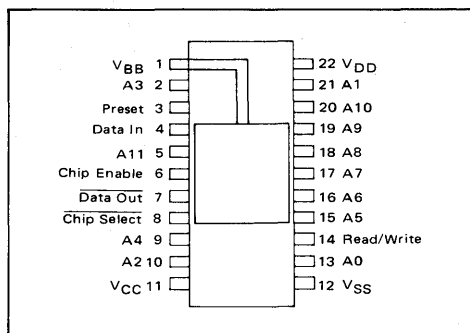 VBB 1
A3 2
Preset 3
Data In 4
A11 5
Chip Enable 6
Data Out 7
Chip Select 8
A4 9
A2 10
VCC 11
22 VDD
21 A1
20 A10
19 A9
18 A8
17 A7
16 A6
15 A5
14 Read/Write
13 A0
12 VSS